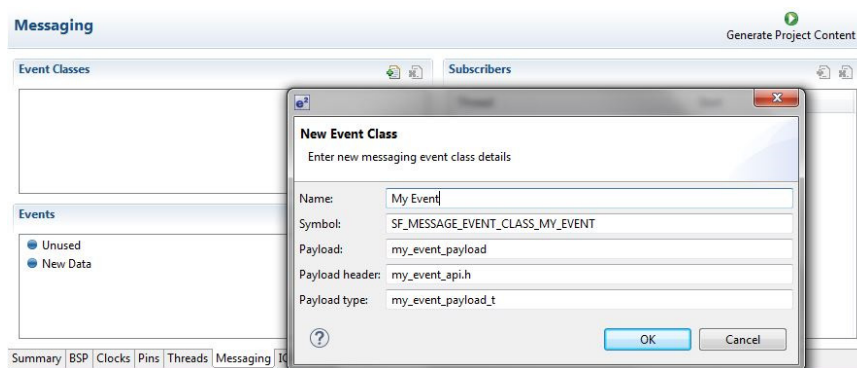 Messaging
Generate Project Content
Event Classes
Subscribers
e²
New Event Class
Enter new messaging event class details
Name: My Event
Symbol: SF_MESSAGE_EVENT_CLASS_MY_EVENT
Payload: my_event_payload
Payload header: my_event_api.h
Payload type: my_event_payload_t
Events
Unused
New Data
? OK Cancel
Summary BSP Clocks Pins Threads Messaging